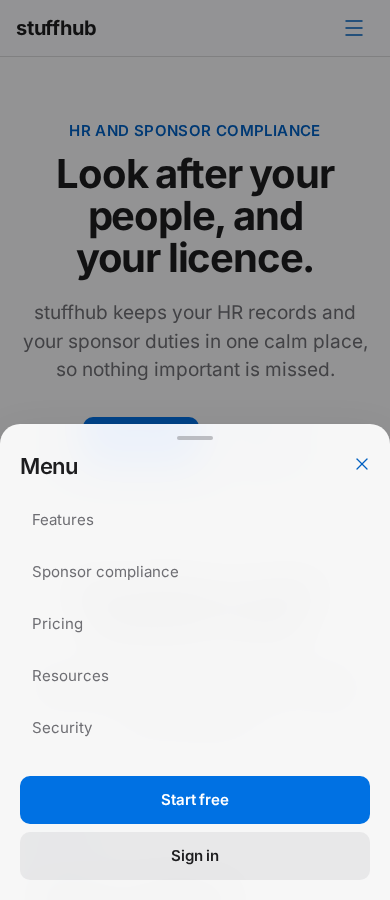 stuffhub
HR AND SPONSOR COMPLIANCE
Look after your
people, and
your licence.
stuffhub keeps your HR records and
your sponsor duties in one calm place,
so nothing important is missed.
Menu
Features
Sponsor compliance
Pricing
Resources
Security
Start free
Sign in